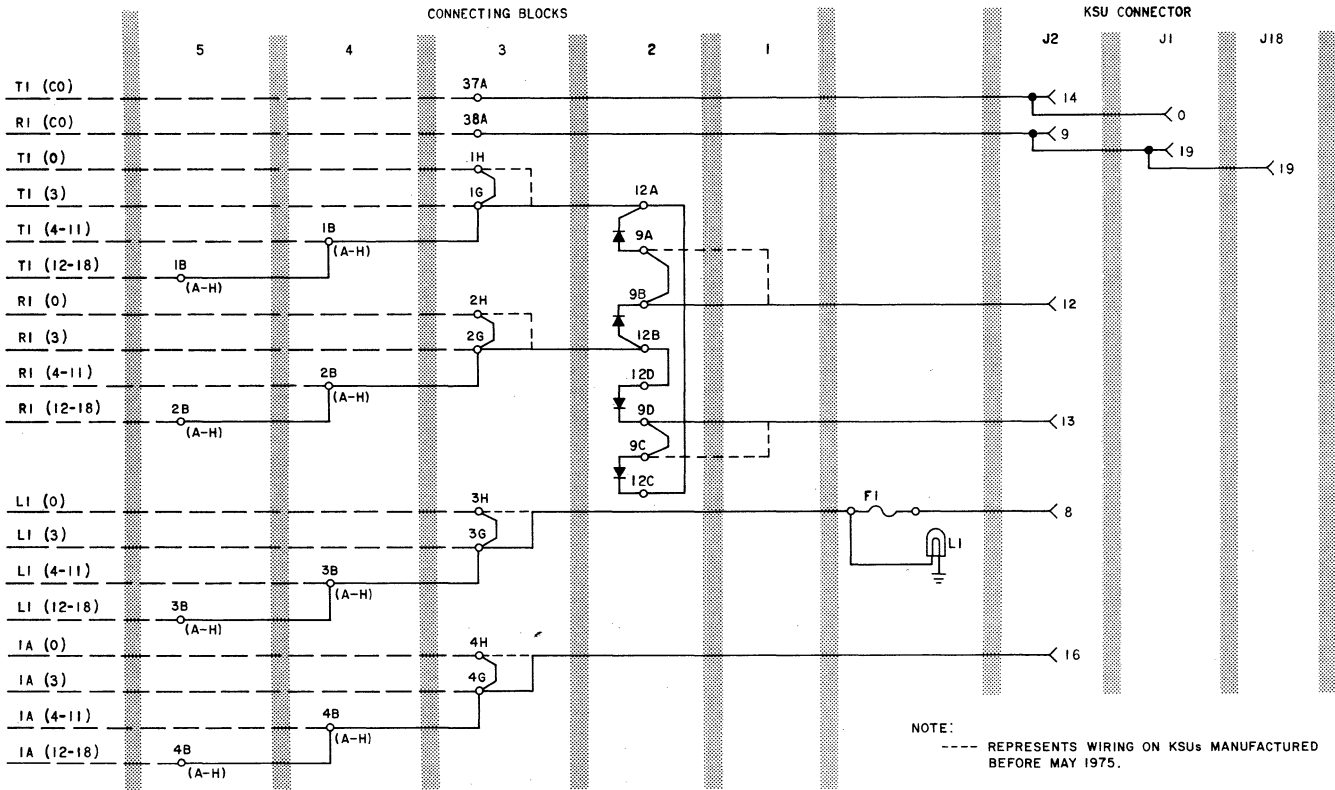 CONNECTING BLOCKS
KSU CONNECTOR
5 4 3 2 1 J2 J1 J18
T1 (CO) 37A 14
0
R1 (CO) 38A 9
19
T1 (0) 1H 19
T1 (3) 1G 12A
T1 (4-11) 1B 9A
(A-H)
T1 (12-18) 1B
(A-H)
R1 (0) 2H 9B 12
R1 (3) 2G 12B
R1 (4-11) 2B 12D
(A-H)
R1 (12-18) 2B 9D 13
(A-H)
9C
12C
L1 (0) 3H F1 8
L1 (3) 3G L1
L1 (4-11) 3B
(A-H)
L1 (12-18) 3B
(A-H)
1A (0) 4H 16
1A (3) 4G
1A (4-11) 4B
(A-H)
1A (12-18) 4B
(A-H)
NOTE:
---- REPRESENTS WIRING ON KSUs MANUFACTURED
BEFORE MAY 1975.